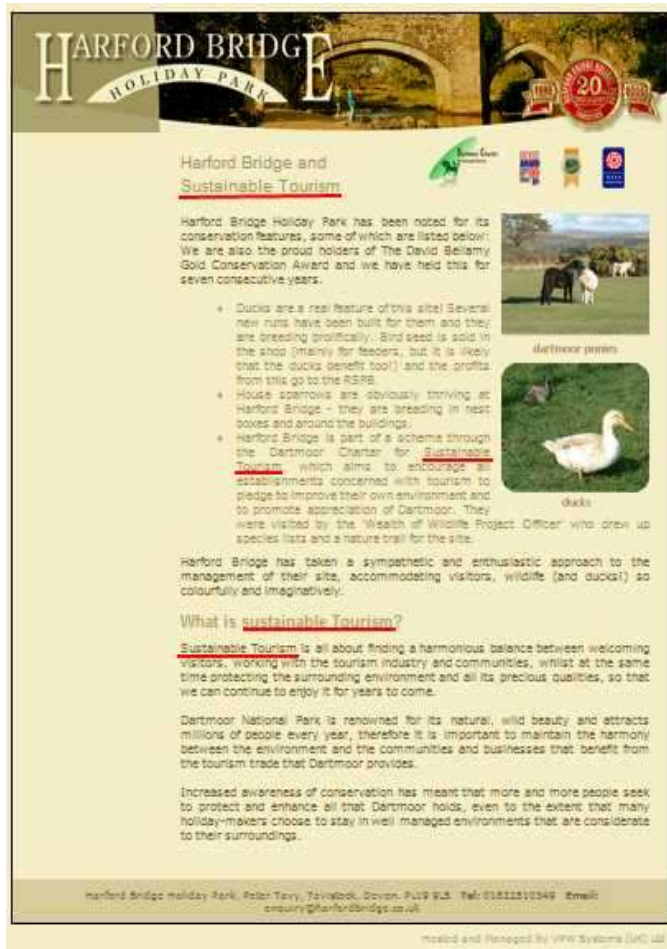 HARFORD BRIDGE
HOLIDAY PARK
20
Harford Bridge and
Sustainable Tourism
Harford Bridge Holiday Park has been noted for its
conservation features, some of which are listed below:
We are also the proud holders of The David Bellamy
Gold Conservation Award and we have held this for
seven consecutive years.
Ducks are a real feature of this site! Several
new runs have been built for them and they
are breeding prolifically. Bird seed is sold in
the shop (mainly for feeders, but it is likely
that the ducks benefit too!) and the profits
from this go to the RSPB.
House sparrows are obviously thriving at
Harford Bridge - they are breading in nest
boxes and around the buildings.
Harford Bridge is part of a scheme through
the Dartmoor Charter for Sustainable
Tourism which aims to encourage all
establishments concerned with tourism to
pledge to improve their own environment and
to promote appreciation of Dartmoor. They
were visited by the 'Wealth of Wildlife Project Officer' who drew up
species lists and a nature trail for the site.
dartmoor ponies
ducks
Harford Bridge has taken a sympathetic and enthusiastic approach to the
management of their site, accommodating visitors, wildlife (and ducks!) so
colourfully and imaginatively.
What is sustainable Tourism?
Sustainable Tourism is all about finding a harmonious balance between welcoming
visitors, working with the tourism industry and communities, whilst at the same
time protecting the surrounding environment and all its precious qualities, so that
we can continue to enjoy it for years to come.
Dartmoor National Park is renowned for its natural, wild beauty and attracts
millions of people every year, therefore it is important to maintain the harmony
between the environment and the communities and businesses that benefit from
the tourism trade that Dartmoor provides.
Increased awareness of conservation has meant that more and more people seek
to protect and enhance all that Dartmoor holds, even to the extent that many
holiday-makers choose to stay in well managed environments that are considerate
to their surroundings.
Harford Bridge Holiday Park, Peter Tavy, Tavistock, Devon. PL19 9LS Tel: 01822810349 Email:
enquiry@harfordbridge.co.uk
Hosted and Managed By VPW Systems (UK) Ltd